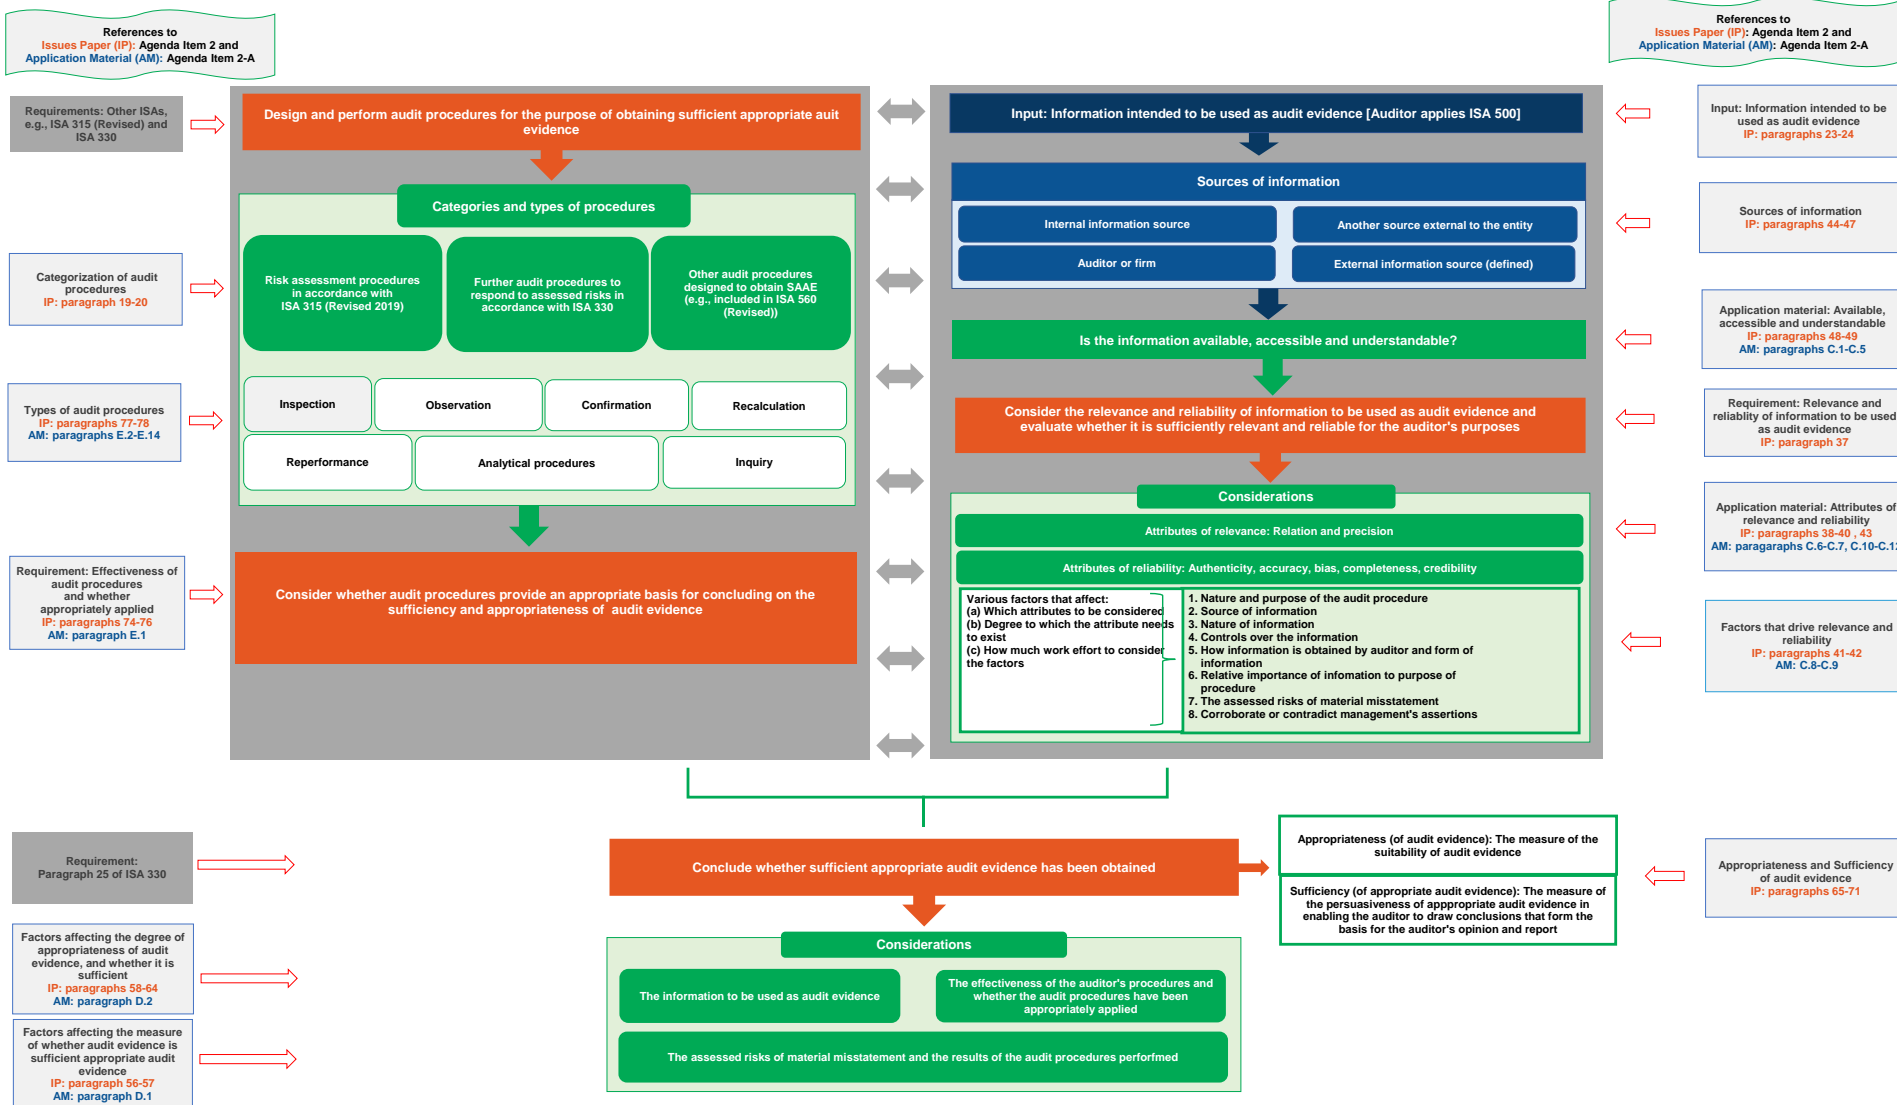 References to
Issues Paper (IP): Agenda Item 2 and
Application Material (AM): Agenda Item 2-A
References to
Issues Paper (IP): Agenda Item 2 and
Application Material (AM): Agenda Item 2-A
Requirements: Other ISAs,
e.g., ISA 315 (Revised) and
ISA 330
Categorization of audit
procedures
IP: paragraph 19-20
Types of audit procedures
IP: paragraphs 77-78
AM: paragraphs E.2-E.14
Requirement: Effectiveness of
audit procedures
and whether
appropriately applied
IP: paragraphs 74-76
AM: paragraph E.1
Design and perform audit procedures for the purpose of obtaining sufficient appropriate auit
evidence
Categories and types of procedures
Risk assessment procedures
in accordance with
ISA 315 (Revised 2019)
Further audit procedures to
respond to assessed risks in
accordance with ISA 330
Other audit procedures
designed to obtain SAAE
(e.g., included in ISA 560
(Revised))
Inspection
Observation
Confirmation
Recalculation
Reperformance
Analytical procedures
Inquiry
Consider whether audit procedures provide an appropriate basis for concluding on the
sufficiency and appropriateness of audit evidence
Input: Information intended to be used as audit evidence [Auditor applies ISA 500]
Sources of information
Internal information source
Another source external to the entity
Auditor or firm
External information source (defined)
Is the information available, accessible and understandable?
Consider the relevance and reliability of information to be used as audit evidence and
evaluate whether it is sufficiently relevant and reliable for the auditor's purposes
Considerations
Attributes of relevance: Relation and precision
Attributes of reliability: Authenticity, accuracy, bias, completeness, credibility
Various factors that affect:
(a) Which attributes to be considered
(b) Degree to which the attribute needs
to exist
(c) How much work effort to consider
the factors
1. Nature and purpose of the audit procedure
2. Source of information
3. Nature of information
4. Controls over the information
5. How information is obtained by auditor and form of
information
6. Relative importance of infomation to purpose of
procedure
7. The assessed risks of material misstatement
8. Corroborate or contradict management's assertions
Input: Information intended to be
used as audit evidence
IP: paragraphs 23-24
Sources of information
IP: paragraphs 44-47
Application material: Available,
accessible and understandable
IP: paragraphs 48-49
AM: paragraphs C.1-C.5
Requirement: Relevance and
reliablity of information to be used
as audit evidence
IP: paragraph 37
Application material: Attributes of
relevance and reliability
IP: paragraphs 38-40 , 43
AM: paragaraphs C.6-C.7, C.10-C.12
Factors that drive relevance and
reliability
IP: paragraphs 41-42
AM: C.8-C.9
Requirement:
Paragraph 25 of ISA 330
Factors affecting the degree of
appropriateness of audit
evidence, and whether it is
sufficient
IP: paragraphs 58-64
AM: paragraph D.2
Factors affecting the measure
of whether audit evidence is
sufficient appropriate audit
evidence
IP: paragraph 56-57
AM: paragraph D.1
Conclude whether sufficient appropriate audit evidence has been obtained
Considerations
The information to be used as audit evidence
The effectiveness of the auditor's procedures and
whether the audit procedures have been
appropriately applied
The assessed risks of material misstatement and the results of the audit procedures perforfmed
Appropriateness (of audit evidence): The measure of the
suitability of audit evidence
Sufficiency (of appropriate audit evidence): The measure of
the persuasiveness of apppropriate audit evidence in
enabling the auditor to draw conclusions that form the
basis for the auditor's opinion and report
Appropriateness and Sufficiency
of audit evidence
IP: paragraphs 65-71